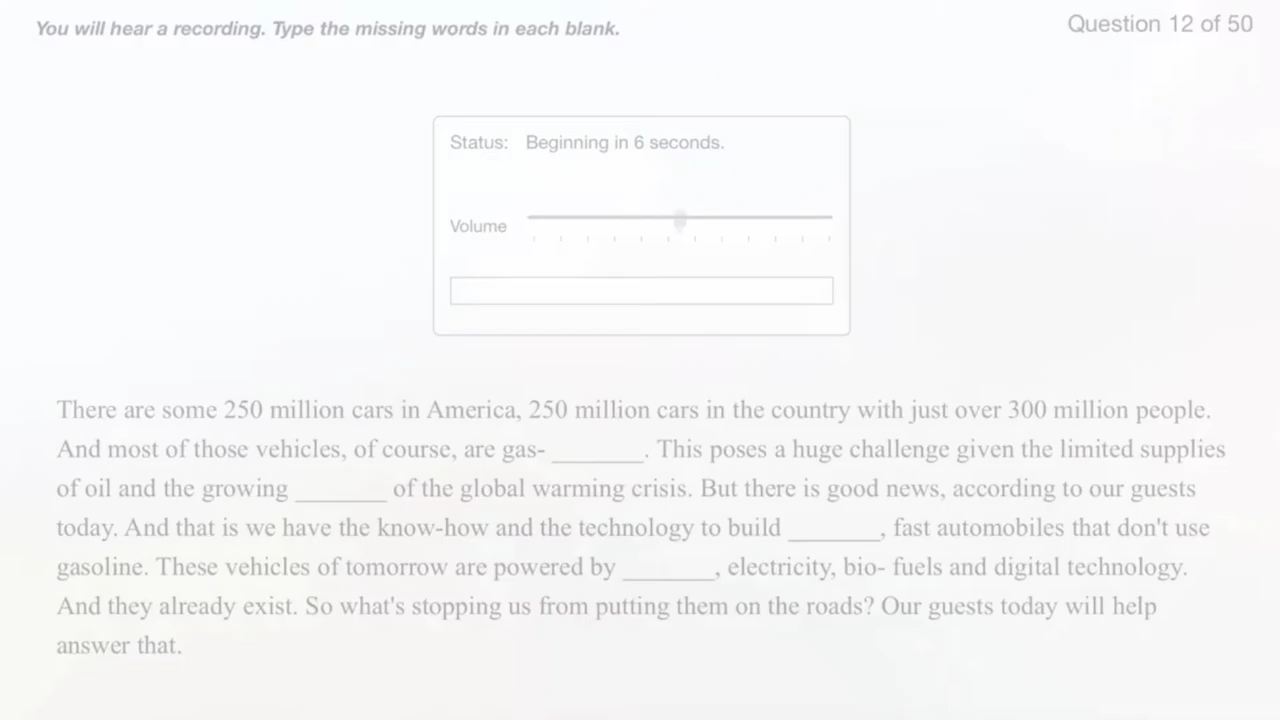 You will hear a recording. Type the missing words in each blank.
Question 12 of 50
Status: Beginning in 6 seconds.
Volume
There are some 250 million cars in America, 250 million cars in the country with just over 300 million people.
And most of those vehicles, of course, are gas- _______. This poses a huge challenge given the limited supplies
of oil and the growing _______ of the global warming crisis. But there is good news, according to our guests
today. And that is we have the know-how and the technology to build _______, fast automobiles that don't use
gasoline. These vehicles of tomorrow are powered by _______, electricity, bio- fuels and digital technology.
And they already exist. So what's stopping us from putting them on the roads? Our guests today will help
answer that.